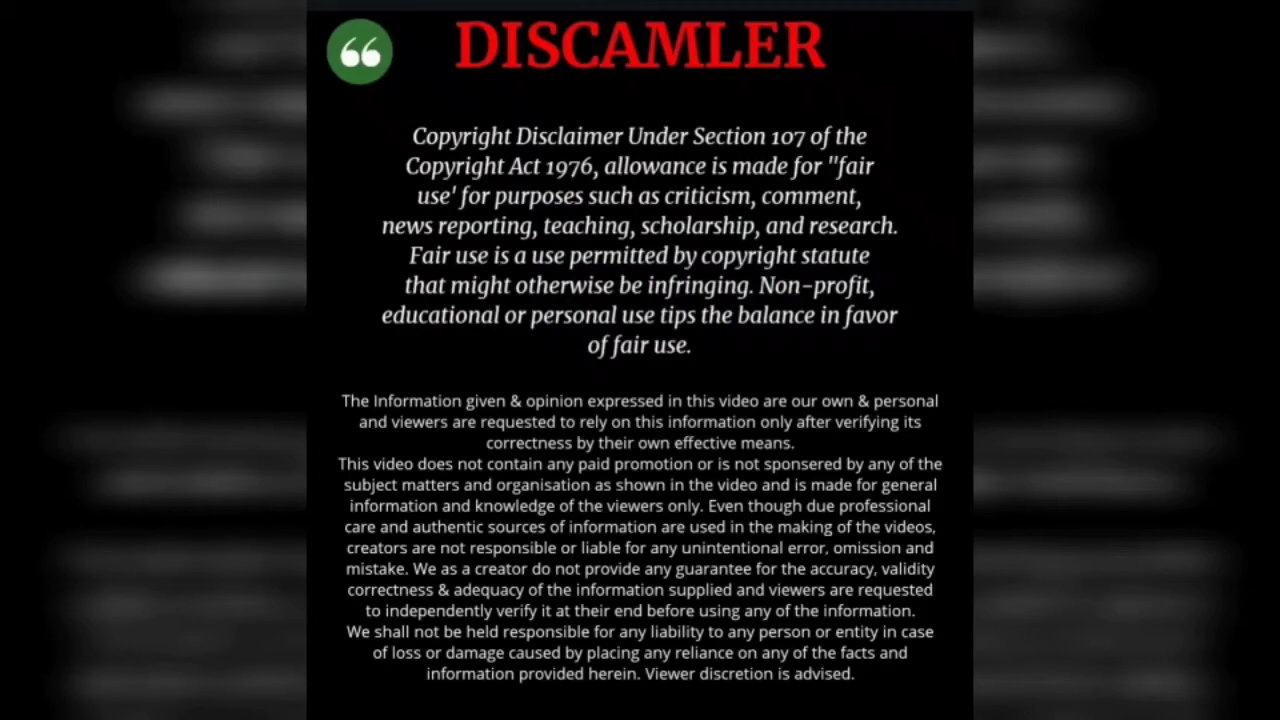 DISCAMLER
Copyright Disclaimer Under Section 107 of the
Copyright Act 1976, allowance is made for "fair
use' for purposes such as criticism, comment,
news reporting, teaching, scholarship, and research.
Fair use is a use permitted by copyright statute
that might otherwise be infringing. Non-profit,
educational or personal use tips the balance in favor
of fair use.
The Information given & opinion expressed in this video are our own & personal
and viewers are requested to rely on this information only after verifying its
correctness by their own effective means.
This video does not contain any paid promotion or is not sponsered by any of the
subject matters and organisation as shown in the video and is made for general
information and knowledge of the viewers only. Even though due professional
care and authentic sources of information are used in the making of the videos,
creators are not responsible or liable for any unintentional error, omission and
mistake. We as a creator do not provide any guarantee for the accuracy, validity
correctness & adequacy of the information supplied and viewers are requested
to independently verify it at their end before using any of the information.
We shall not be held responsible for any liability to any person or entity in case
of loss or damage caused by placing any reliance on any of the facts and
information provided herein. Viewer discretion is advised.